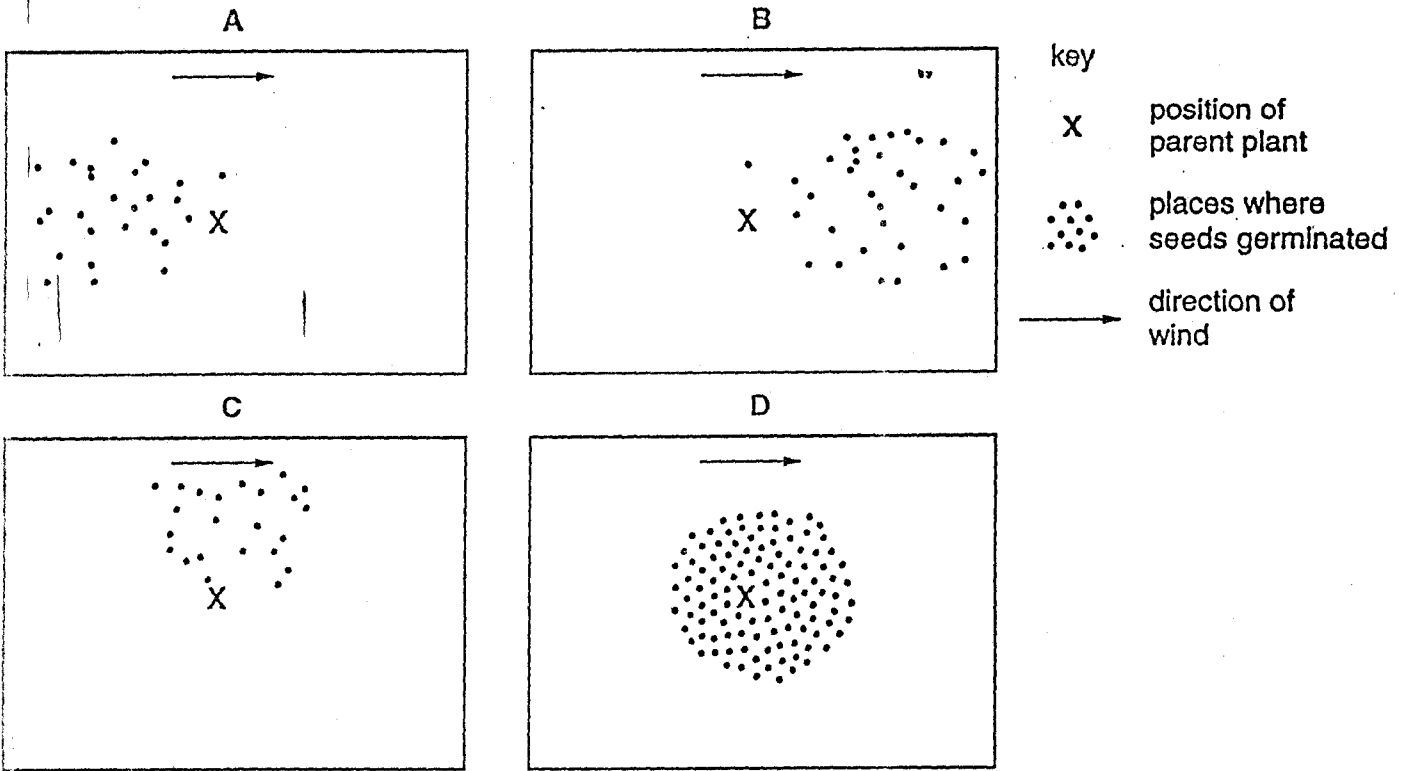 A
B
key
X
position of
parent plant
X
X
places where
seeds germinated
direction of
wind
C
D
X
X